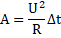 A = U²/R Δt